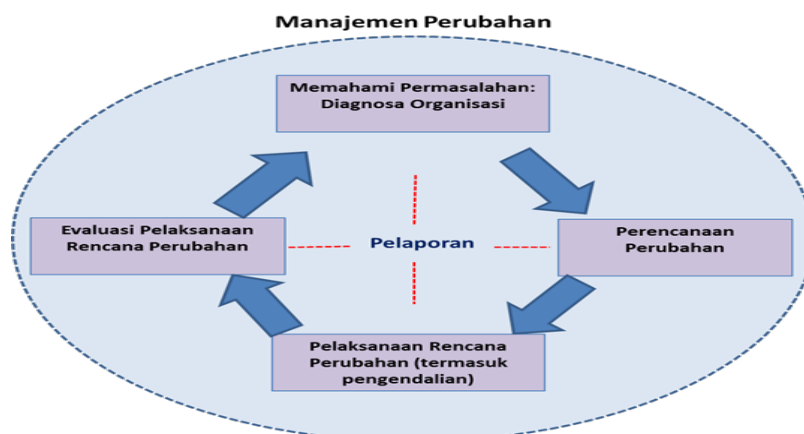 Manajemen Perubahan
Memahami Permasalahan:
Diagnosa Organisasi
Evaluasi Pelaksanaan
Rencana Perubahan
Pelaporan
Perencanaan
Perubahan
Pelaksanaan Rencana
Perubahan (termasuk
pengendalian)